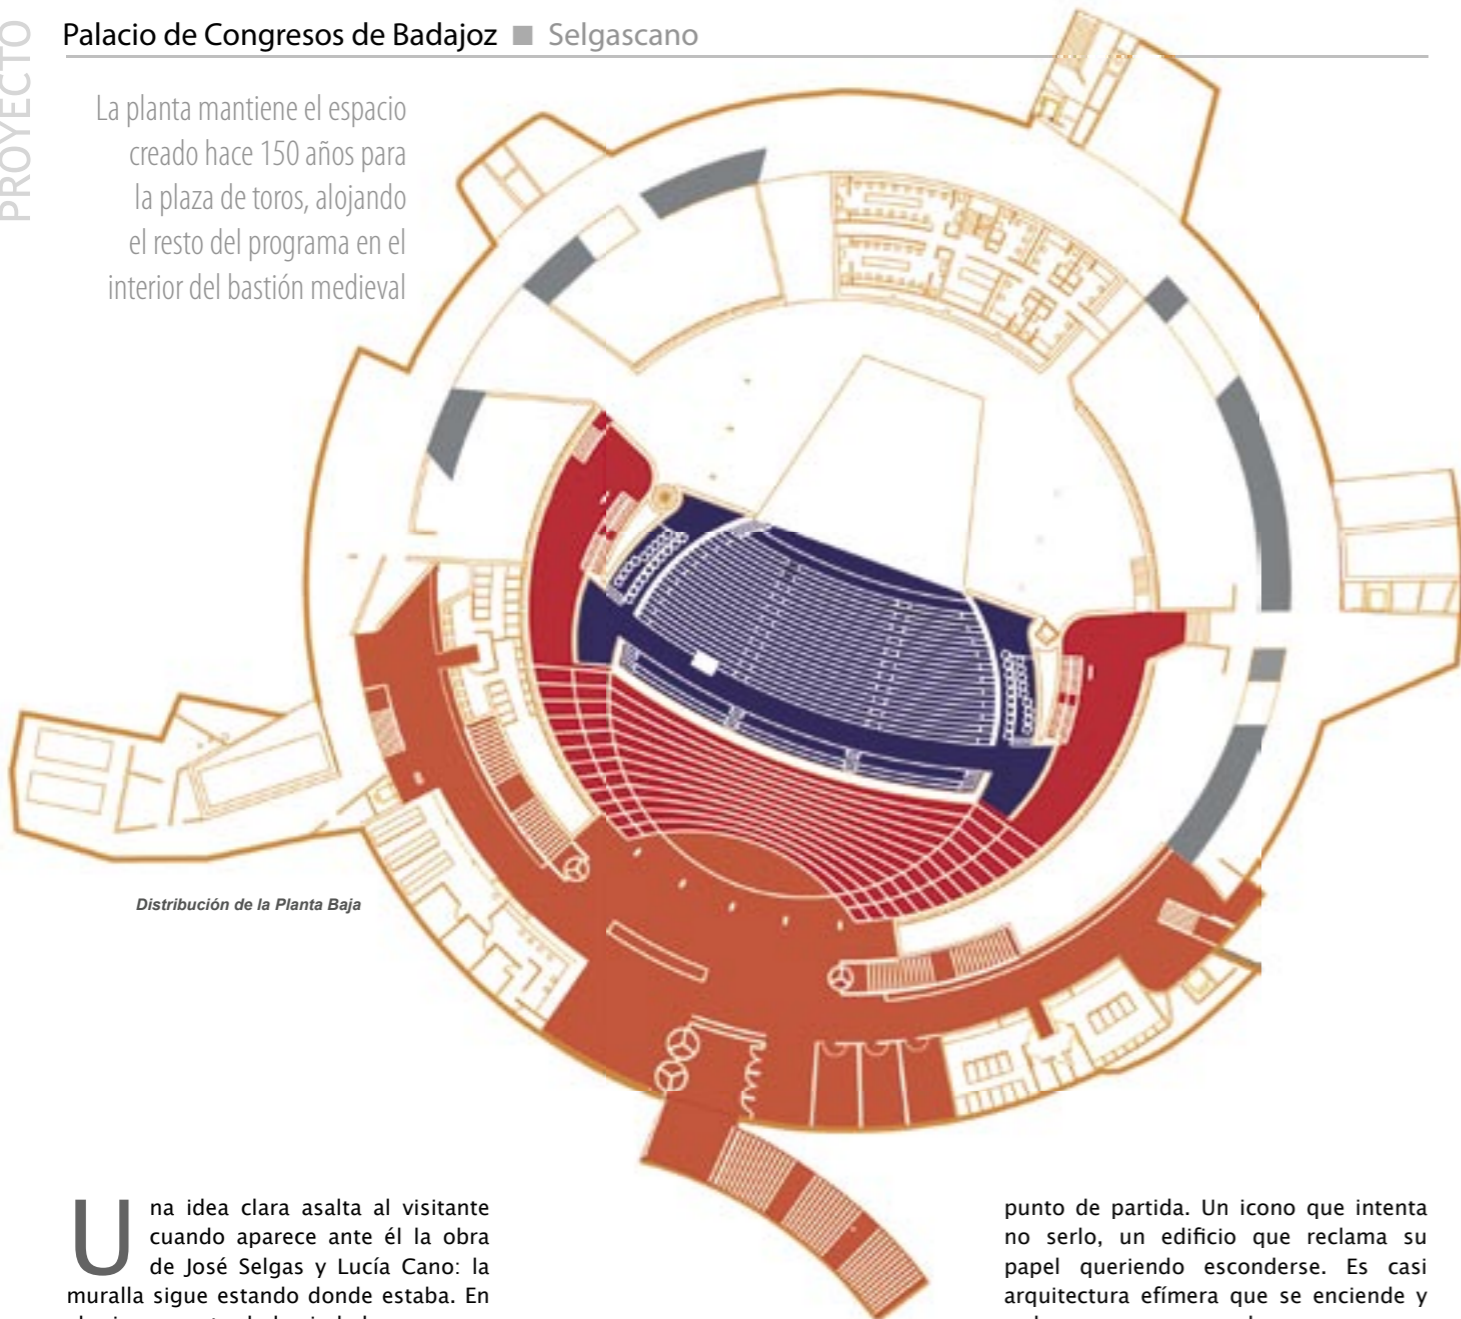 PROYECTO
Palacio de Congresos de Badajoz ■ Selgascano
La planta mantiene el espacio
creado hace 150 años para
la plaza de toros, alojando
el resto del programa en el
interior del bastión medieval
Distribución de la Planta Baja
Una idea clara asalta al visitante
cuando aparece ante él la obra
de José Selgas y Lucía Cano: la
muralla sigue estando donde estaba. En
punto de partida. Un icono que intenta
no serlo, un edificio que reclama su
papel queriendo esconderse. Es casi
arquitectura efímera que se enciende y